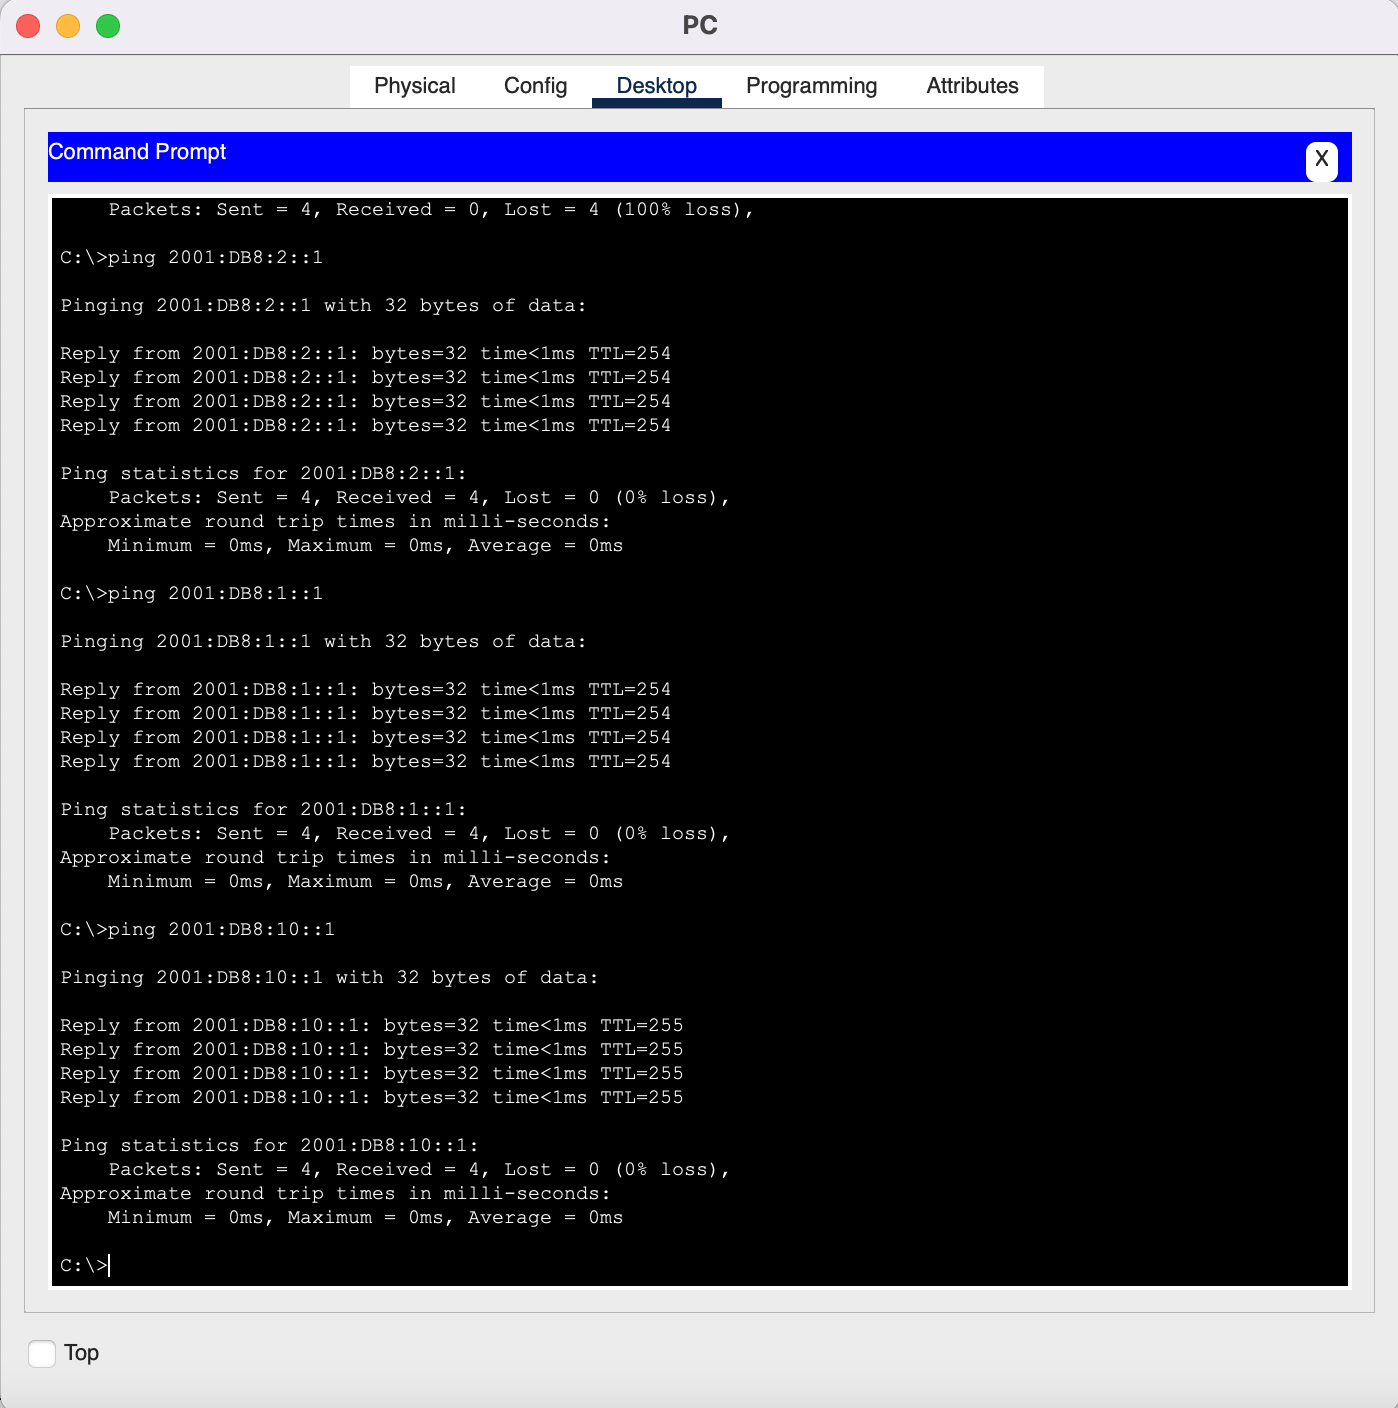 PC
Physical Config Desktop Programming Attributes
Command Prompt
X
Packets: Sent = 4, Received = 0, Lost = 4 (100% loss),
C:\>ping 2001:DB8:2::1
Pinging 2001:DB8:2::1 with 32 bytes of data:
Reply from 2001:DB8:2::1: bytes=32 time<1ms TTL=254
Reply from 2001:DB8:2::1: bytes=32 time<1ms TTL=254
Reply from 2001:DB8:2::1: bytes=32 time<1ms TTL=254
Reply from 2001:DB8:2::1: bytes=32 time<1ms TTL=254
Ping statistics for 2001:DB8:2::1:
Packets: Sent = 4, Received = 4, Lost = 0 (0% loss),
Approximate round trip times in milli-seconds:
Minimum = 0ms, Maximum = 0ms, Average = 0ms
C:\>ping 2001:DB8:1::1
Pinging 2001:DB8:1::1 with 32 bytes of data:
Reply from 2001:DB8:1::1: bytes=32 time<1ms TTL=254
Reply from 2001:DB8:1::1: bytes=32 time<1ms TTL=254
Reply from 2001:DB8:1::1: bytes=32 time<1ms TTL=254
Reply from 2001:DB8:1::1: bytes=32 time<1ms TTL=254
Ping statistics for 2001:DB8:1::1:
Packets: Sent = 4, Received = 4, Lost = 0 (0% loss),
Approximate round trip times in milli-seconds:
Minimum = 0ms, Maximum = 0ms, Average = 0ms
C:\>ping 2001:DB8:10::1
Pinging 2001:DB8:10::1 with 32 bytes of data:
Reply from 2001:DB8:10::1: bytes=32 time<1ms TTL=255
Reply from 2001:DB8:10::1: bytes=32 time<1ms TTL=255
Reply from 2001:DB8:10::1: bytes=32 time<1ms TTL=255
Reply from 2001:DB8:10::1: bytes=32 time<1ms TTL=255
Ping statistics for 2001:DB8:10::1:
Packets: Sent = 4, Received = 4, Lost = 0 (0% loss),
Approximate round trip times in milli-seconds:
Minimum = 0ms, Maximum = 0ms, Average = 0ms
C:\>
Top